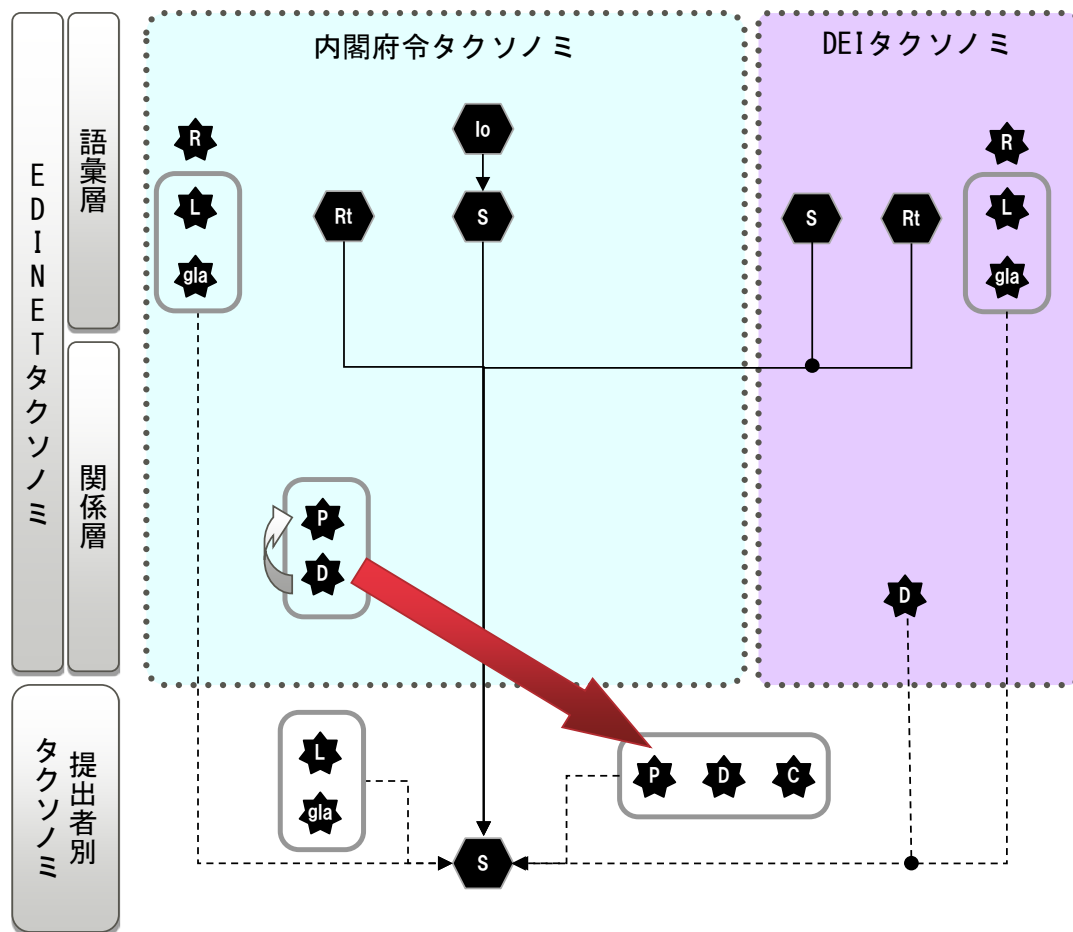 内閣府令タクソノミ
DEIタクソノミ
EDINETタクソノミ
語彙層
関係層
提出者別
タクソノミ
R
L
gla
Io
Rt
S
S
Rt
R
L
gla
P
D
D
L
gla
P D C
S